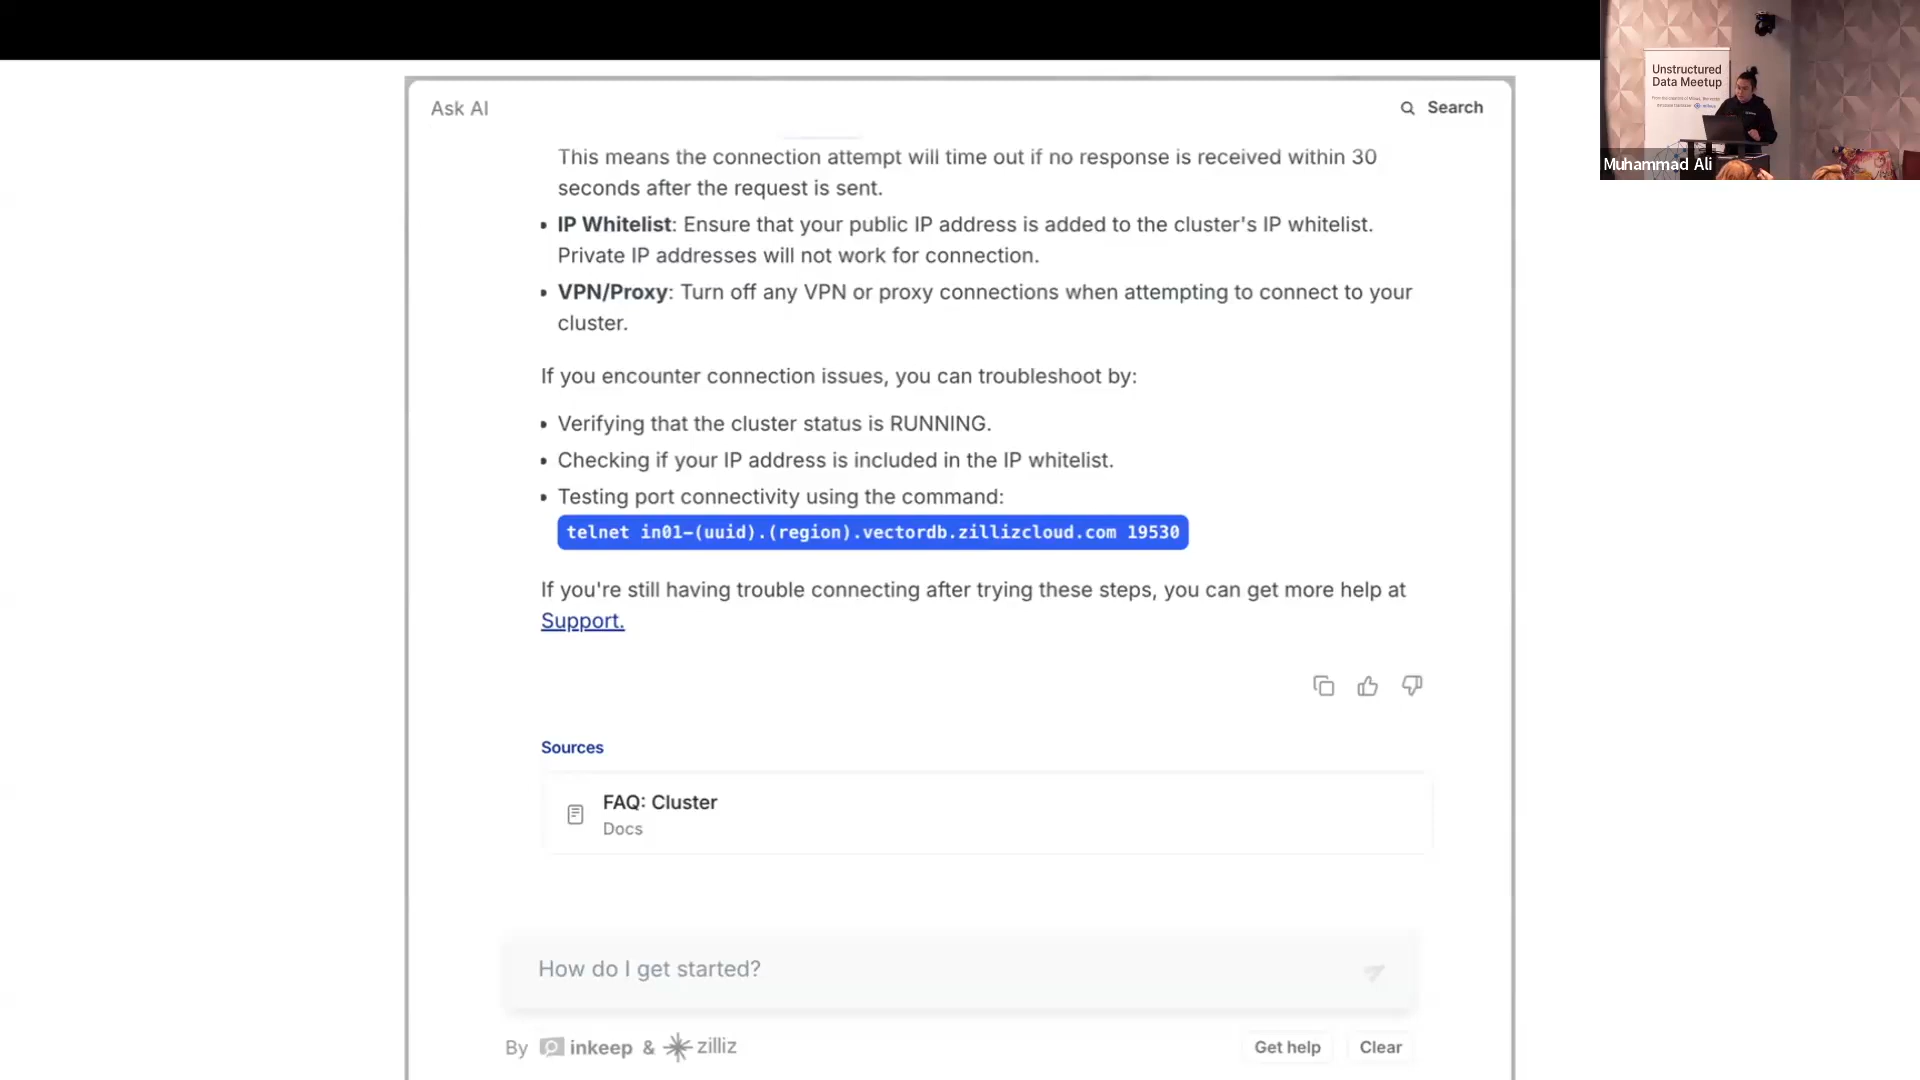 Ask AI
Search
This means the connection attempt will time out if no response is received within 30
seconds after the request is sent.
• IP Whitelist: Ensure that your public IP address is added to the cluster's IP whitelist.
Private IP addresses will not work for connection.
• VPN/Proxy: Turn off any VPN or proxy connections when attempting to connect to your
cluster.
If you encounter connection issues, you can troubleshoot by:
• Verifying that the cluster status is RUNNING.
• Checking if your IP address is included in the IP whitelist.
• Testing port connectivity using the command:
telnet in01-(uuid).(region).vectordb.zillizcloud.com 19530
If you're still having trouble connecting after trying these steps, you can get more help at
Support.
Sources
FAQ: Cluster
Docs
How do I get started?
By inkeep & zilliz
Get help
Clear
Unstructured
Data Meetup
Muhammad Ali